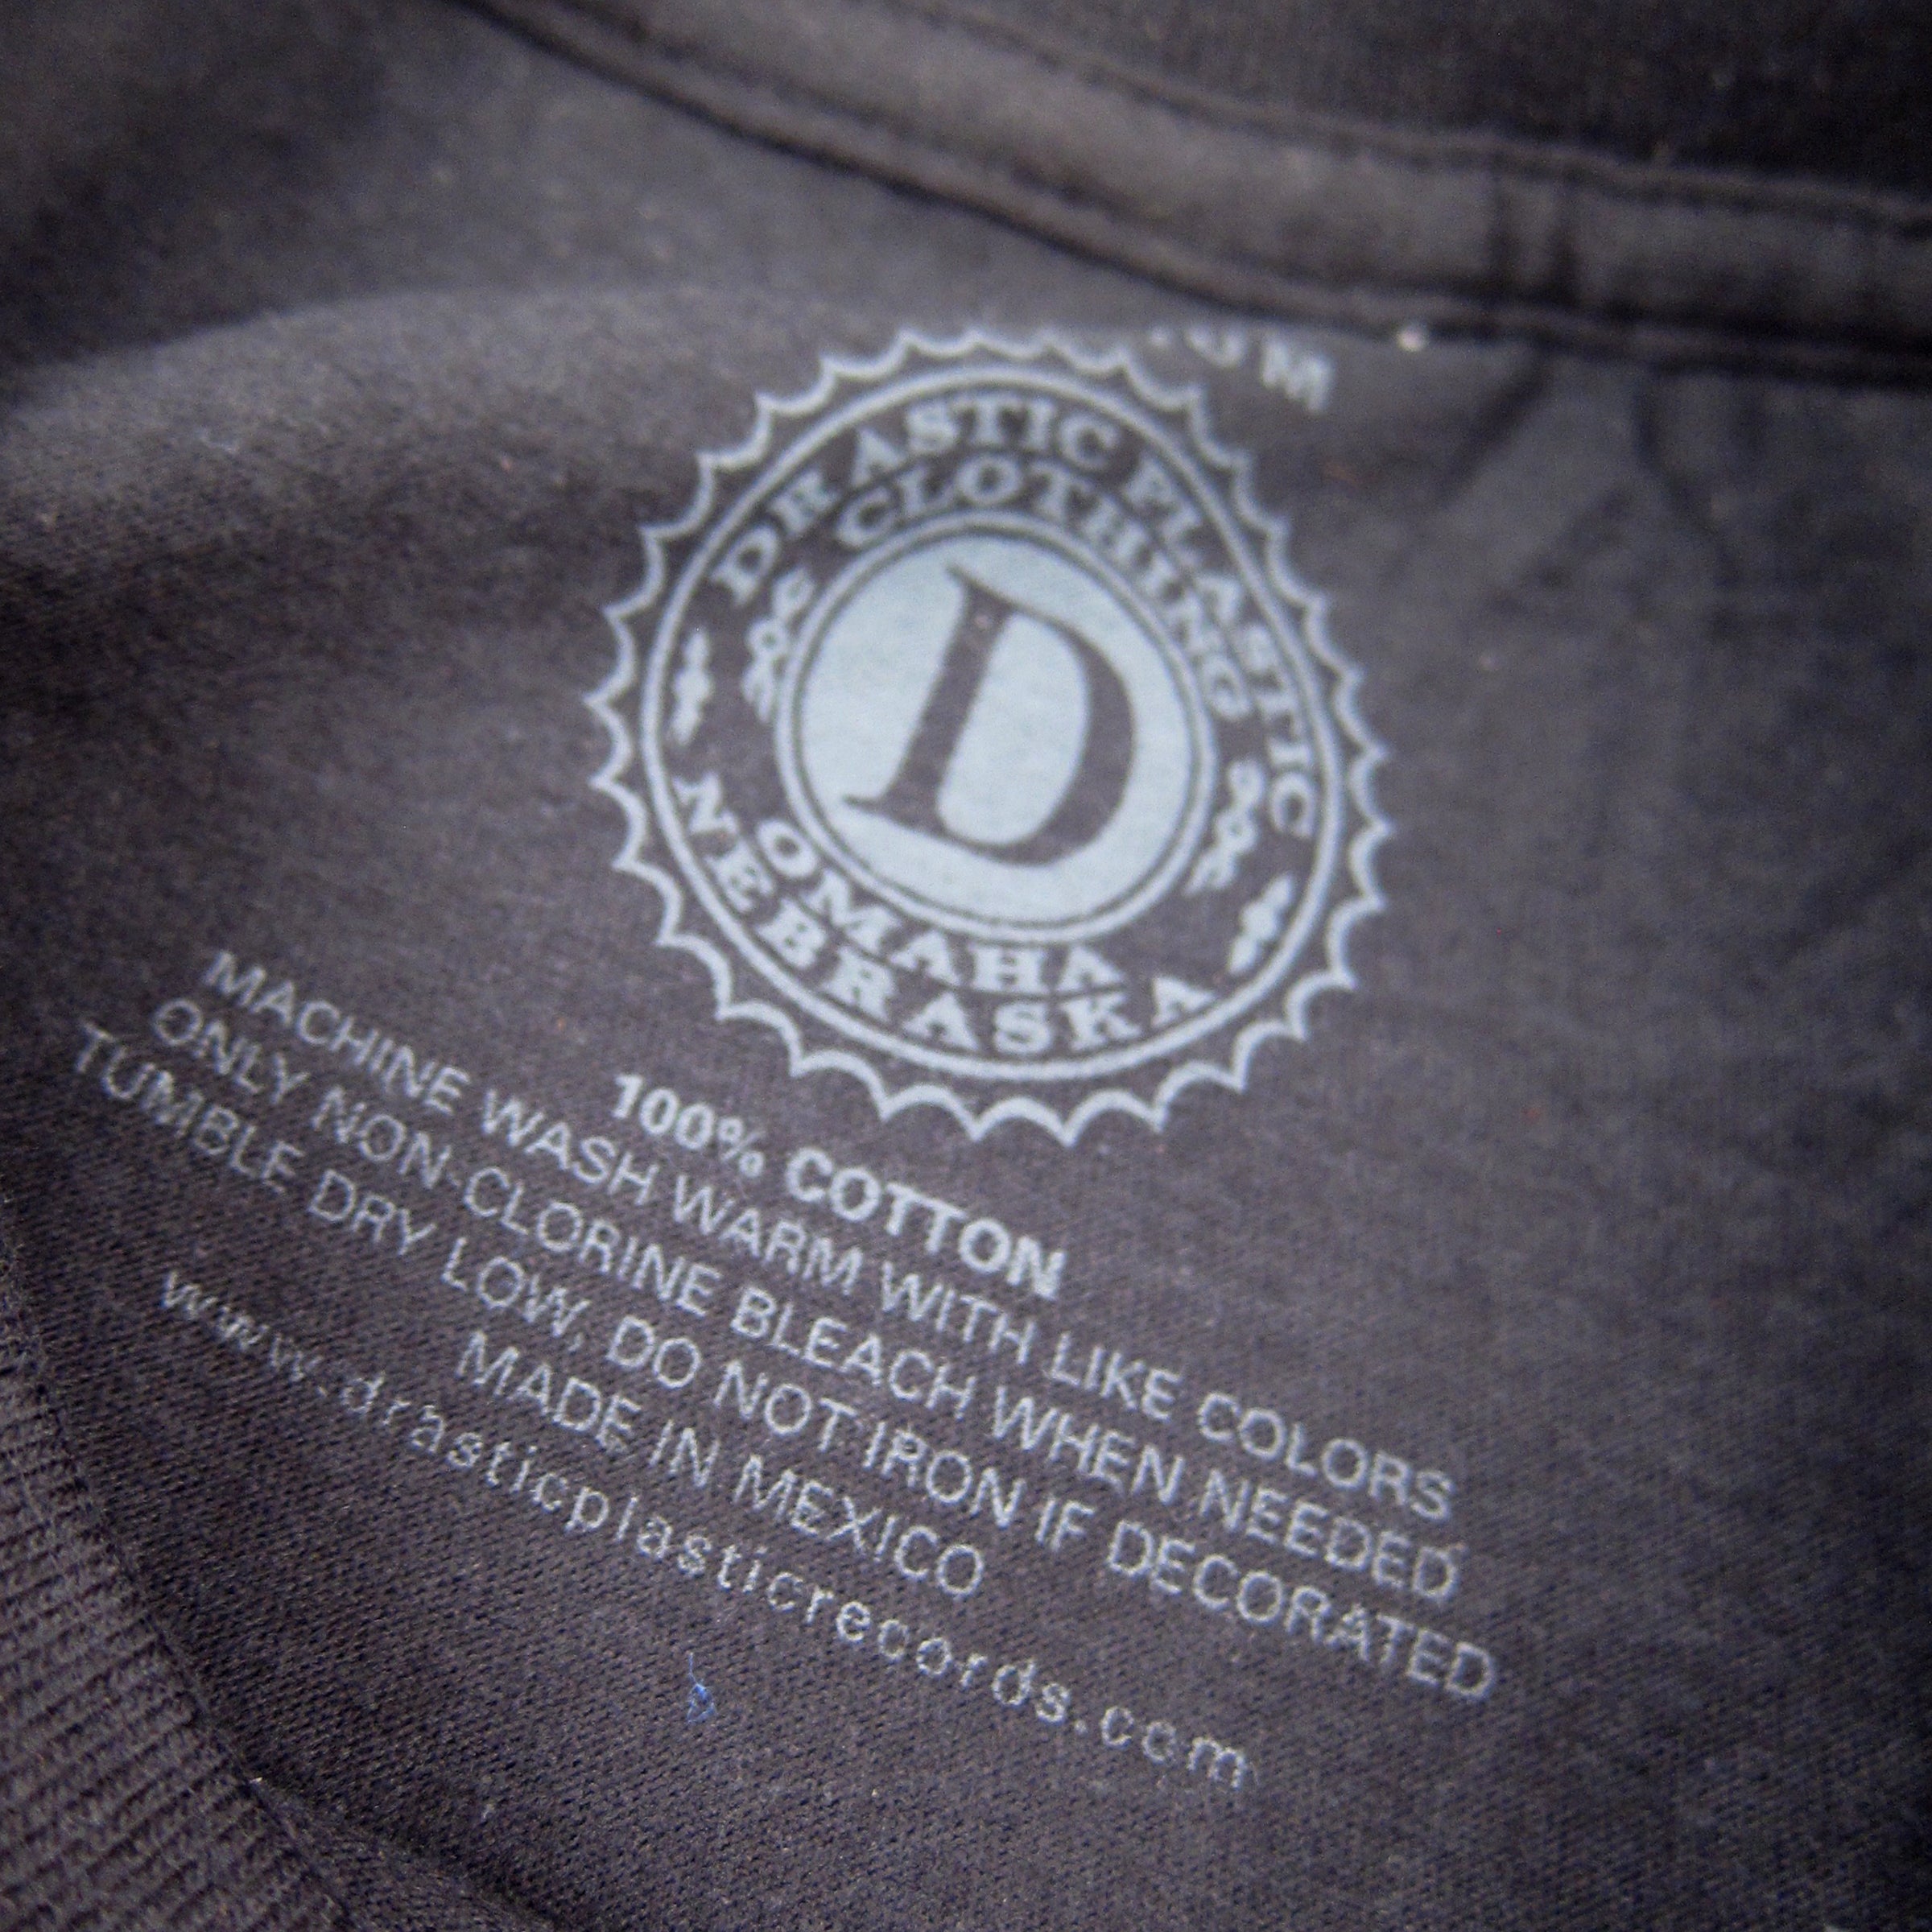 DRASTIC PLASTIC
CLOTHING
D
OMAHA
NEBRASKA
100% COTTON
MACHINE WASH WARM WITH LIKE COLORS
ONLY NON-CLORINE BLEACH WHEN NEEDED
TUMBLE DRY LOW, DO NOT IRON IF DECORATED
MADE IN MEXICO
www.drasticplasticrecords.com